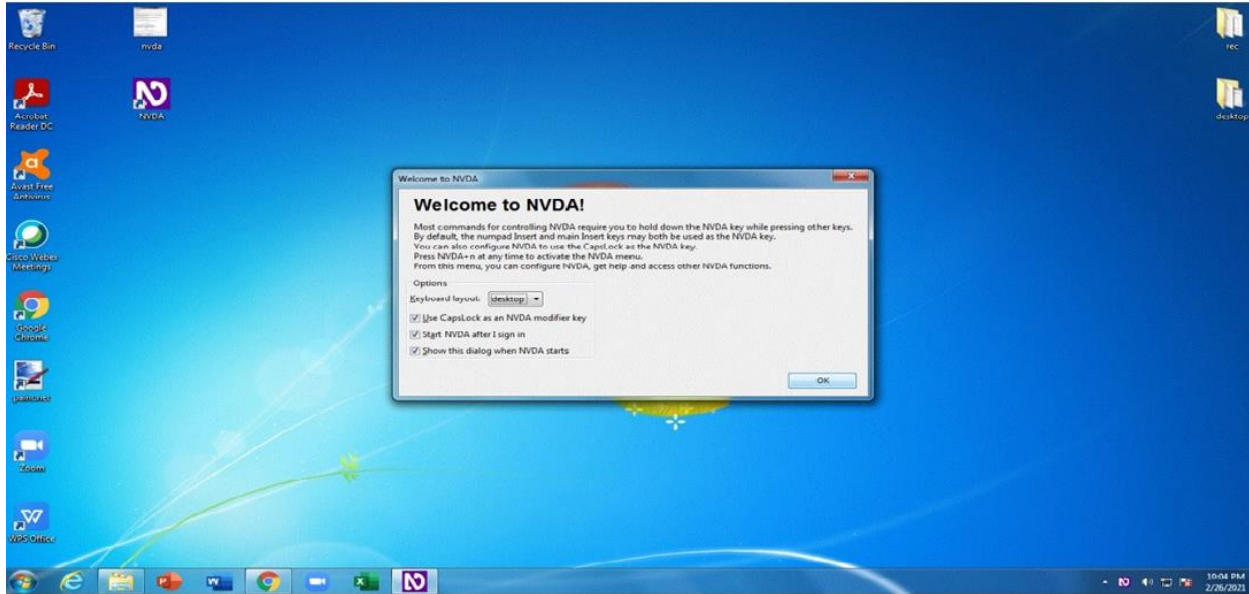 Recycle Bin
nvda
Acrobat
Reader DC
NVDA
Avast Free
Antivirus
Cisco Webex
Meetings
Google
Chrome
paint.net
Zoom
WPS Office
rec
desktop
Welcome to NVDA
Welcome to NVDA!
Most commands for controlling NVDA require you to hold down the NVDA key while pressing other keys.
By default, the numpad Insert and main Insert keys may both be used as the NVDA key.
You can also configure NVDA to use the CapsLock as the NVDA key.
Press NVDA+n at any time to activate the NVDA menu.
From this menu, you can configure NVDA, get help and access other NVDA functions.
Options
Keyboard layout: desktop
Use CapsLock as an NVDA modifier key
Start NVDA after I sign in
Show this dialog when NVDA starts
OK
10:04 PM
2/26/2021